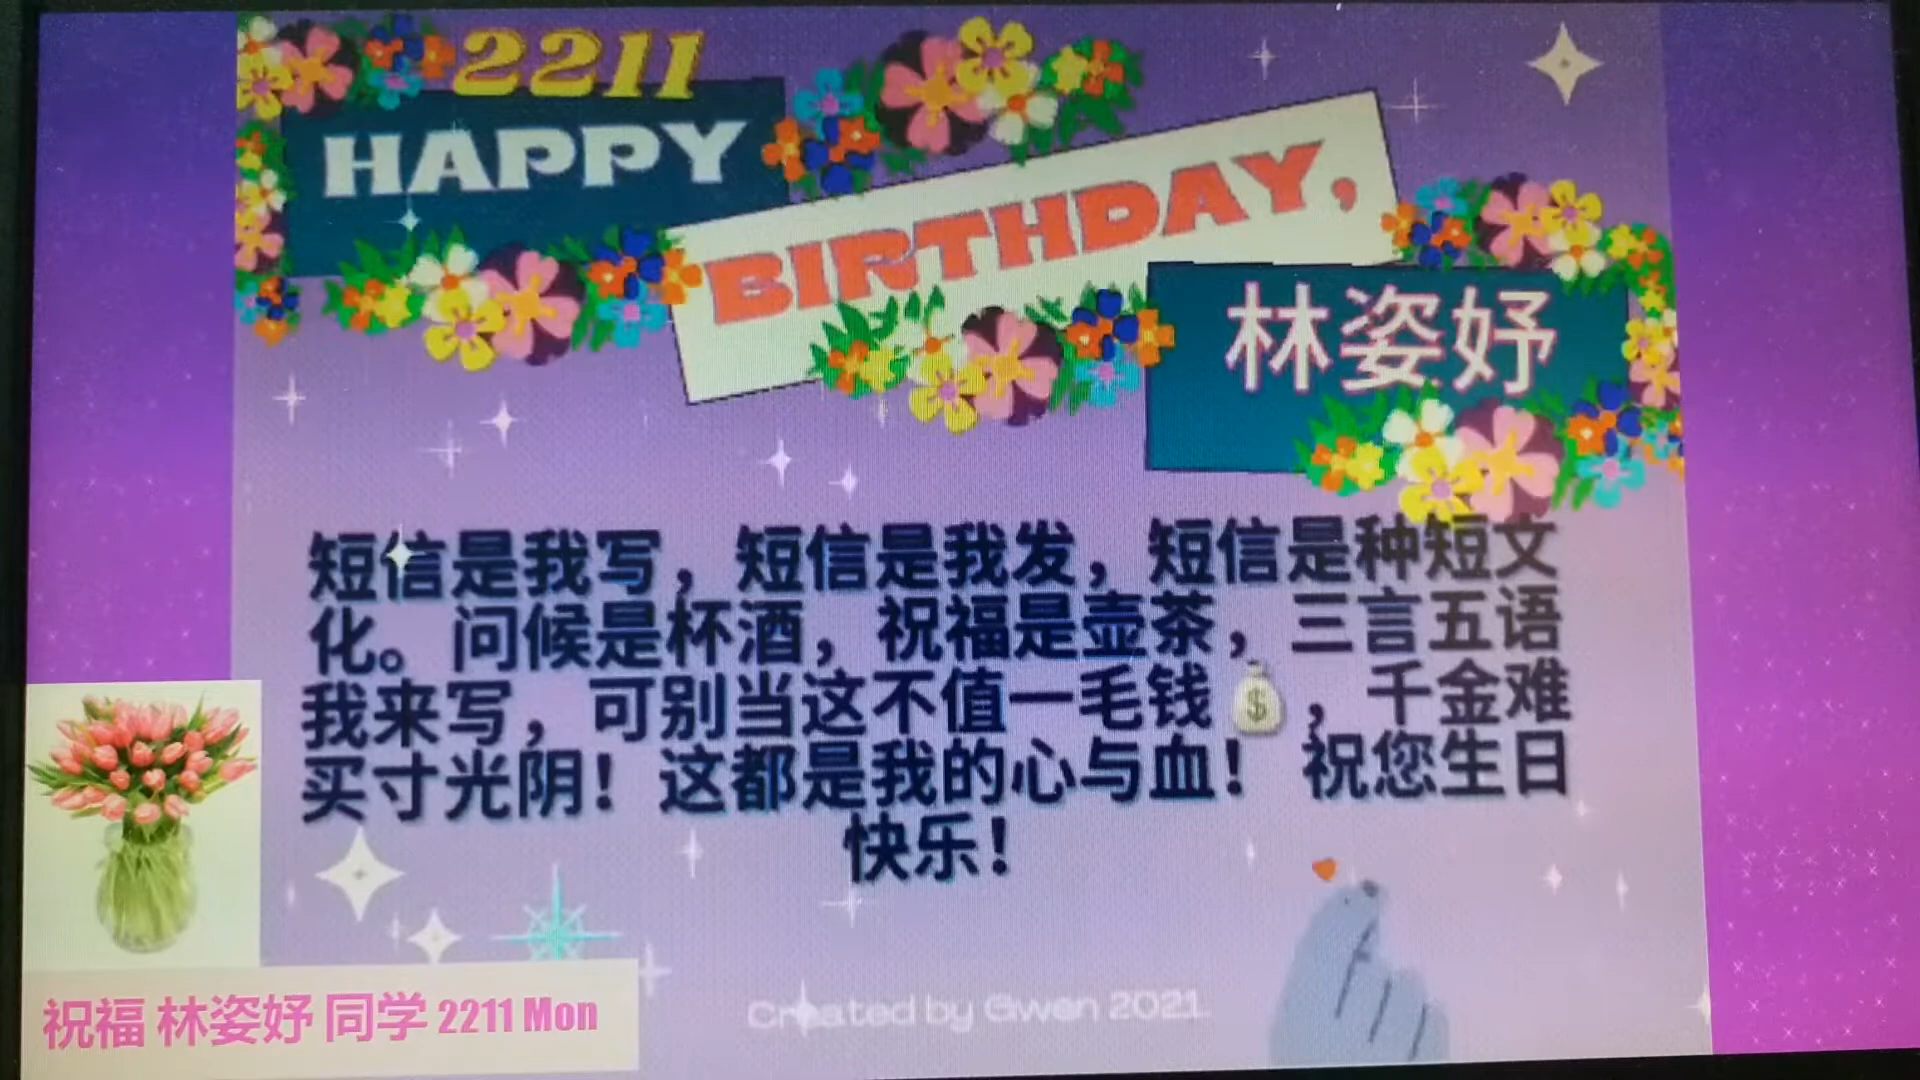 2211
HAPPY
BIRTHDAY,
林姿妤
短信是我写，短信是我发，短信是种短文
化。问候是杯酒，祝福是壶茶，三言五语
我来写，可别当这不值一毛钱💰，千金难
买寸光阴！这都是我的心与血！祝您生日
快乐！
Created by Gwen 2021
祝福 林姿妤 同学 2211 Mon